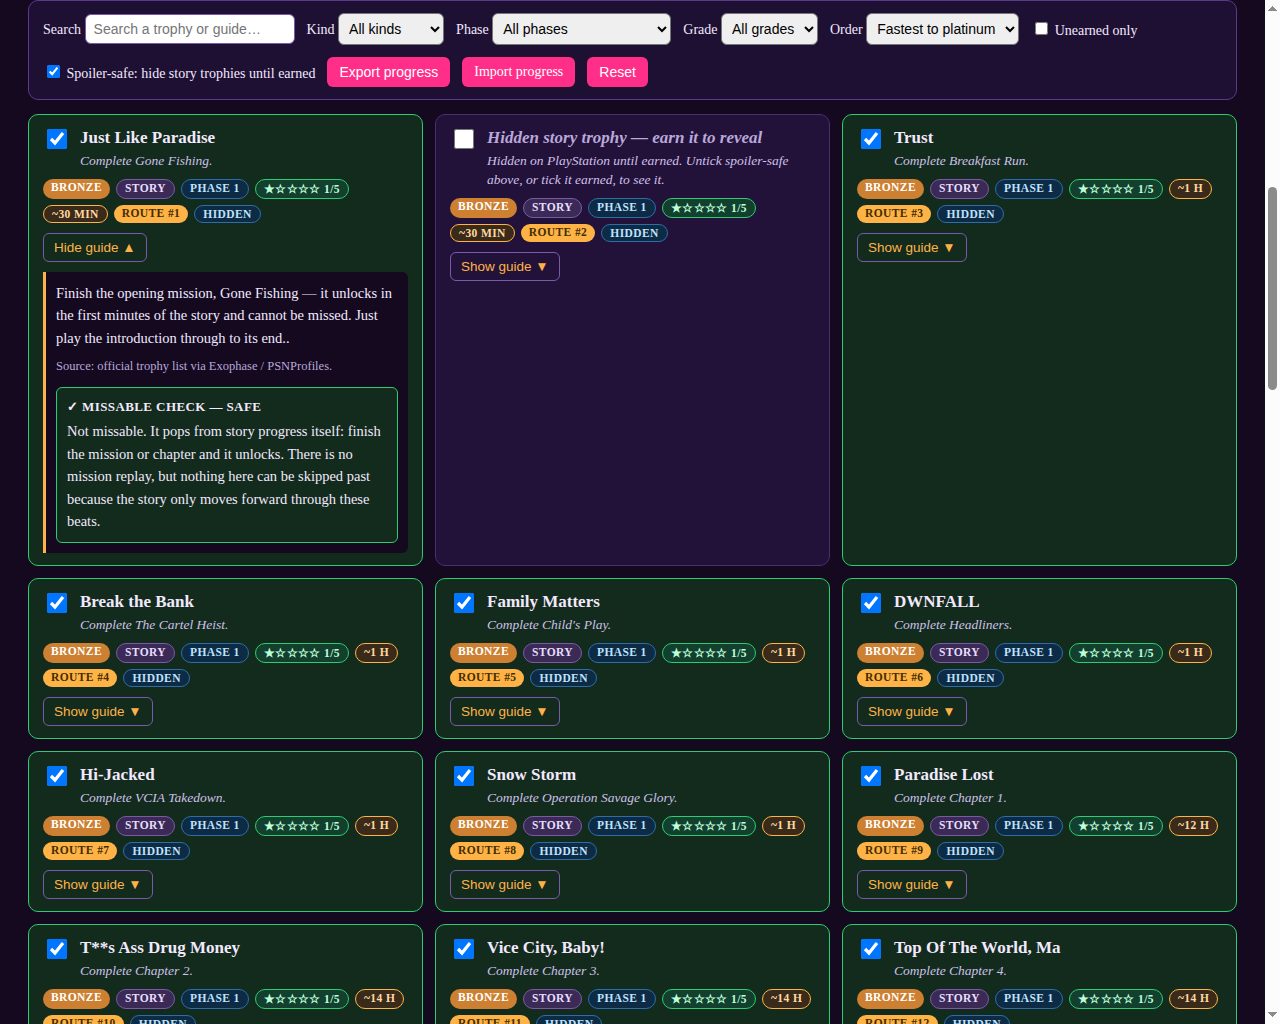 Search Search a trophy or guide… Kind All kinds Phase All phases Grade All grades Order Fastest to platinum Unearned only
Spoiler-safe: hide story trophies until earned Export progress Import progress Reset
Just Like Paradise
Complete Gone Fishing.
BRONZE STORY PHASE 1 ★☆☆☆☆ 1/5
~30 MIN ROUTE #1 HIDDEN
Hide guide ▲
Finish the opening mission, Gone Fishing — it unlocks in
the first minutes of the story and cannot be missed. Just
play the introduction through to its end..
Source: official trophy list via Exophase / PSNProfiles.
✓ MISSABLE CHECK — SAFE
Not missable. It pops from story progress itself: finish
the mission or chapter and it unlocks. There is no
mission replay, but nothing here can be skipped past
because the story only moves forward through these
beats.
Hidden story trophy — earn it to reveal
Hidden on PlayStation until earned. Untick spoiler-safe
above, or tick it earned, to see it.
BRONZE STORY PHASE 1 ★☆☆☆☆ 1/5
~30 MIN ROUTE #2 HIDDEN
Show guide ▼
Trust
Complete Breakfast Run.
BRONZE STORY PHASE 1 ★☆☆☆☆ 1/5 ~1 H
ROUTE #3 HIDDEN
Show guide ▼
Break the Bank
Complete The Cartel Heist.
BRONZE STORY PHASE 1 ★☆☆☆☆ 1/5 ~1 H
ROUTE #4 HIDDEN
Show guide ▼
Family Matters
Complete Child's Play.
BRONZE STORY PHASE 1 ★☆☆☆☆ 1/5 ~1 H
ROUTE #5 HIDDEN
Show guide ▼
DWNFALL
Complete Headliners.
BRONZE STORY PHASE 1 ★☆☆☆☆ 1/5 ~1 H
ROUTE #6 HIDDEN
Show guide ▼
Hi-Jacked
Complete VCIA Takedown.
BRONZE STORY PHASE 1 ★☆☆☆☆ 1/5 ~1 H
ROUTE #7 HIDDEN
Show guide ▼
Snow Storm
Complete Operation Savage Glory.
BRONZE STORY PHASE 1 ★☆☆☆☆ 1/5 ~1 H
ROUTE #8 HIDDEN
Show guide ▼
Paradise Lost
Complete Chapter 1.
BRONZE STORY PHASE 1 ★☆☆☆☆ 1/5 ~12 H
ROUTE #9 HIDDEN
Show guide ▼
T**s Ass Drug Money
Complete Chapter 2.
BRONZE STORY PHASE 1 ★☆☆☆☆ 1/5 ~14 H
ROUTE #10 HIDDEN
Vice City, Baby!
Complete Chapter 3.
BRONZE STORY PHASE 1 ★☆☆☆☆ 1/5 ~14 H
ROUTE #11 HIDDEN
Top Of The World, Ma
Complete Chapter 4.
BRONZE STORY PHASE 1 ★☆☆☆☆ 1/5 ~14 H
ROUTE #12 HIDDEN